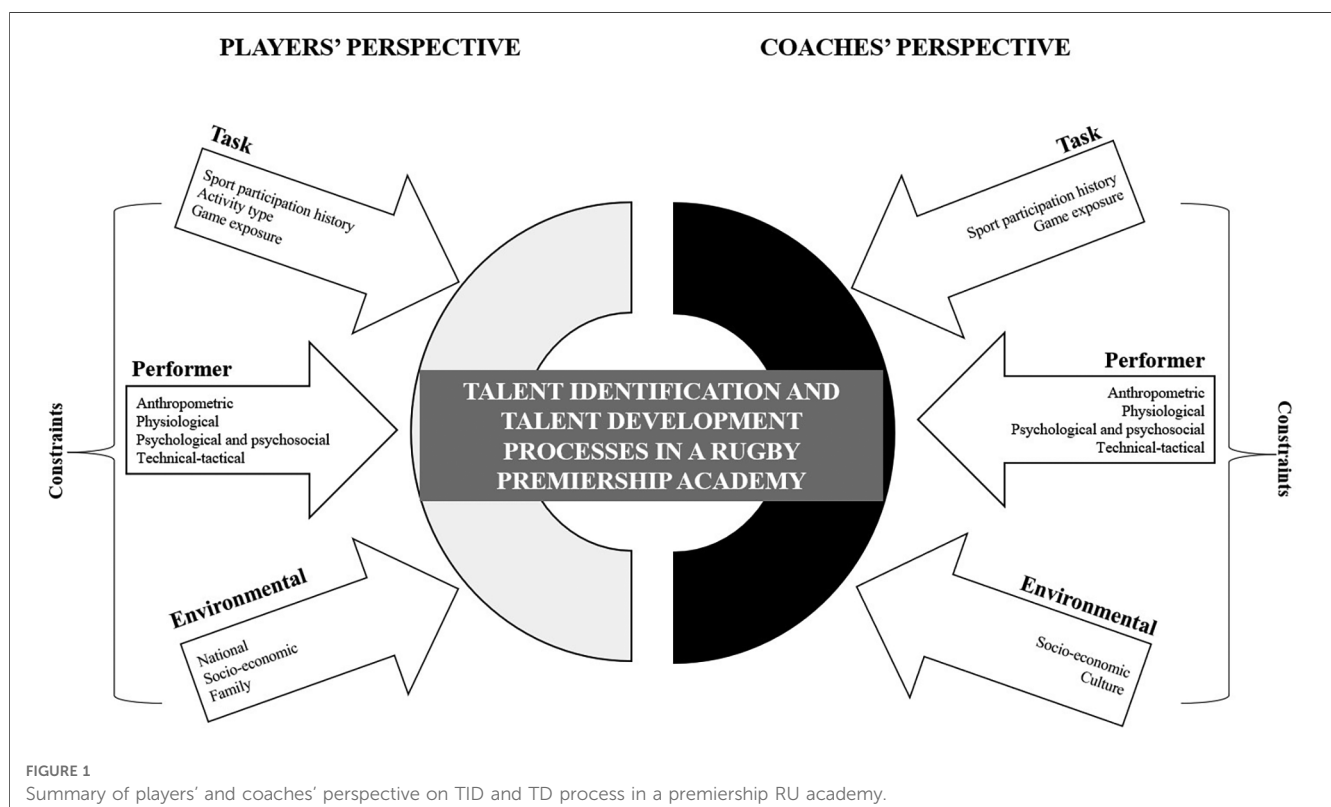 PLAYERS’ PERSPECTIVE
COACHES’ PERSPECTIVE
Task
Sport participation history
Activity type
Game exposure
Performer
Anthropometric
Physiological
Psychological and psychosocial
Technical-tactical
Environmental
National
Socio-economic
Family
Constraints
TALENT IDENTIFICATION AND
TALENT DEVELOPMENT
PROCESSES IN A RUGBY
PREMIERSHIP ACADEMY
Task
Sport participation history
Game exposure
Performer
Anthropometric
Physiological
Psychological and psychosocial
Technical-tactical
Environmental
Socio-economic
Culture
Constraints
FIGURE 1
Summary of players’ and coaches’ perspective on TID and TD process in a premiership RU academy.